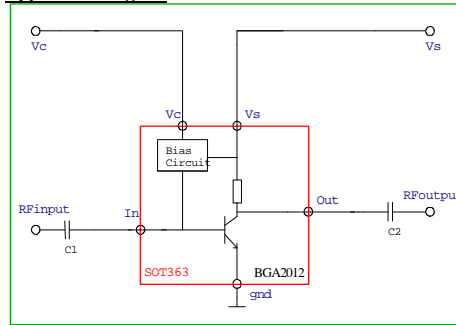 Vc
Vs
Vc
Vs
Bias
Circuit
RFinput
In
Out
RFoutpu
C1
C2
SOT363
BGA2012
gnd